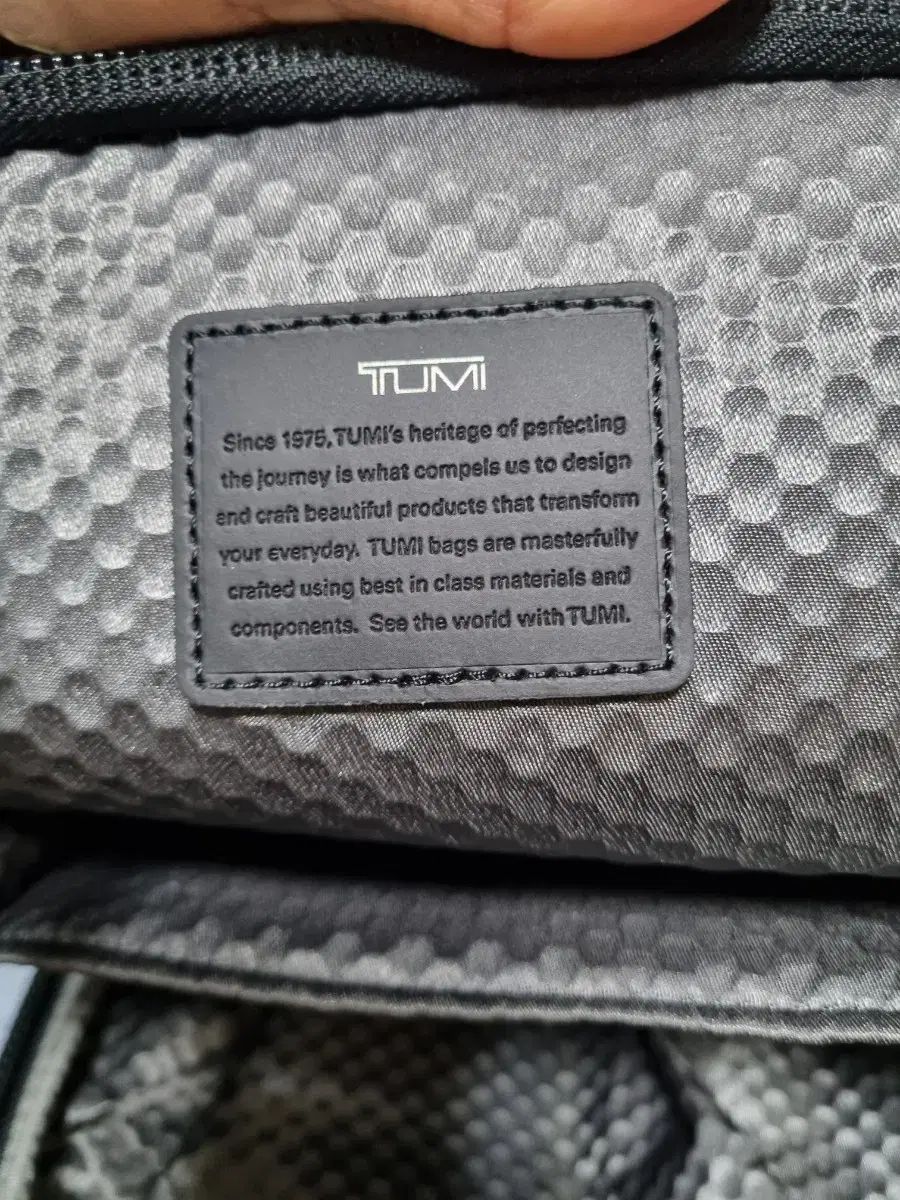 TUMI
Since 1975, TUMI's heritage of perfecting
the journey is what compels us to design
and craft beautiful products that transform
your everyday. TUMI bags are masterfully
crafted using best in class materials and
components. See the world with TUMI.